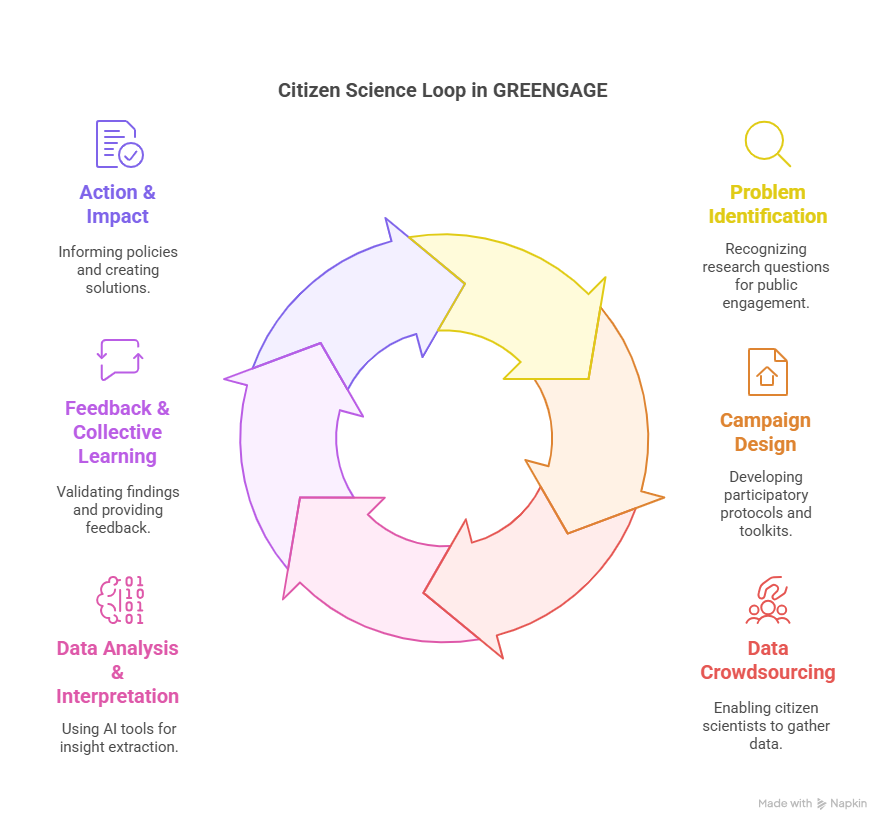 Citizen Science Loop in GREENGAGE
Action &
Impact
Informing policies
and creating
solutions.
Feedback &
Collective
Learning
Validating findings
and providing
feedback.
01
10
01
01
Data Analysis
&
Interpretation
Using AI tools for
insight extraction.
Problem
Identification
Recognizing
research questions
for public
engagement.
Campaign
Design
Developing
participatory
protocols and
toolkits.
Data
Crowdsourcing
Enabling citizen
scientists to gather
data.
Made with Napkin